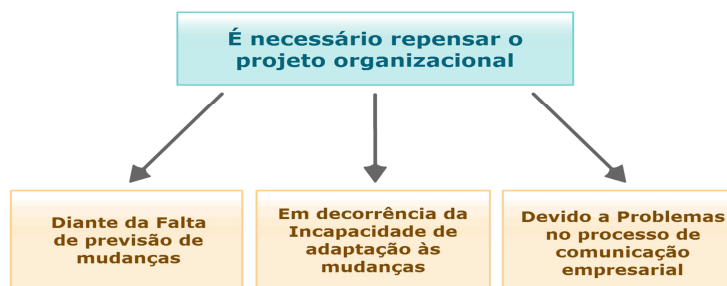 É necessário repensar o
projeto organizacional
Diante da Falta
de previsão de
mudanças
Em decorrência da
Incapacidade de
adaptação às
mudanças
Devido a Problemas
no processo de
comunicação
empresarial